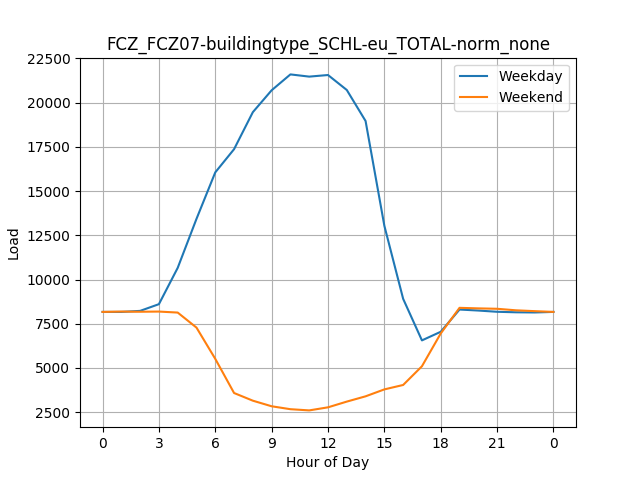 FCZ_FCZ07-buildingtype_SCHL-eu_TOTAL-norm_none
Weekday
Weekend
Load
22500
20000
17500
15000
12500
10000
7500
5000
2500
0 3 6 9 12 15 18 21 0
Hour of Day